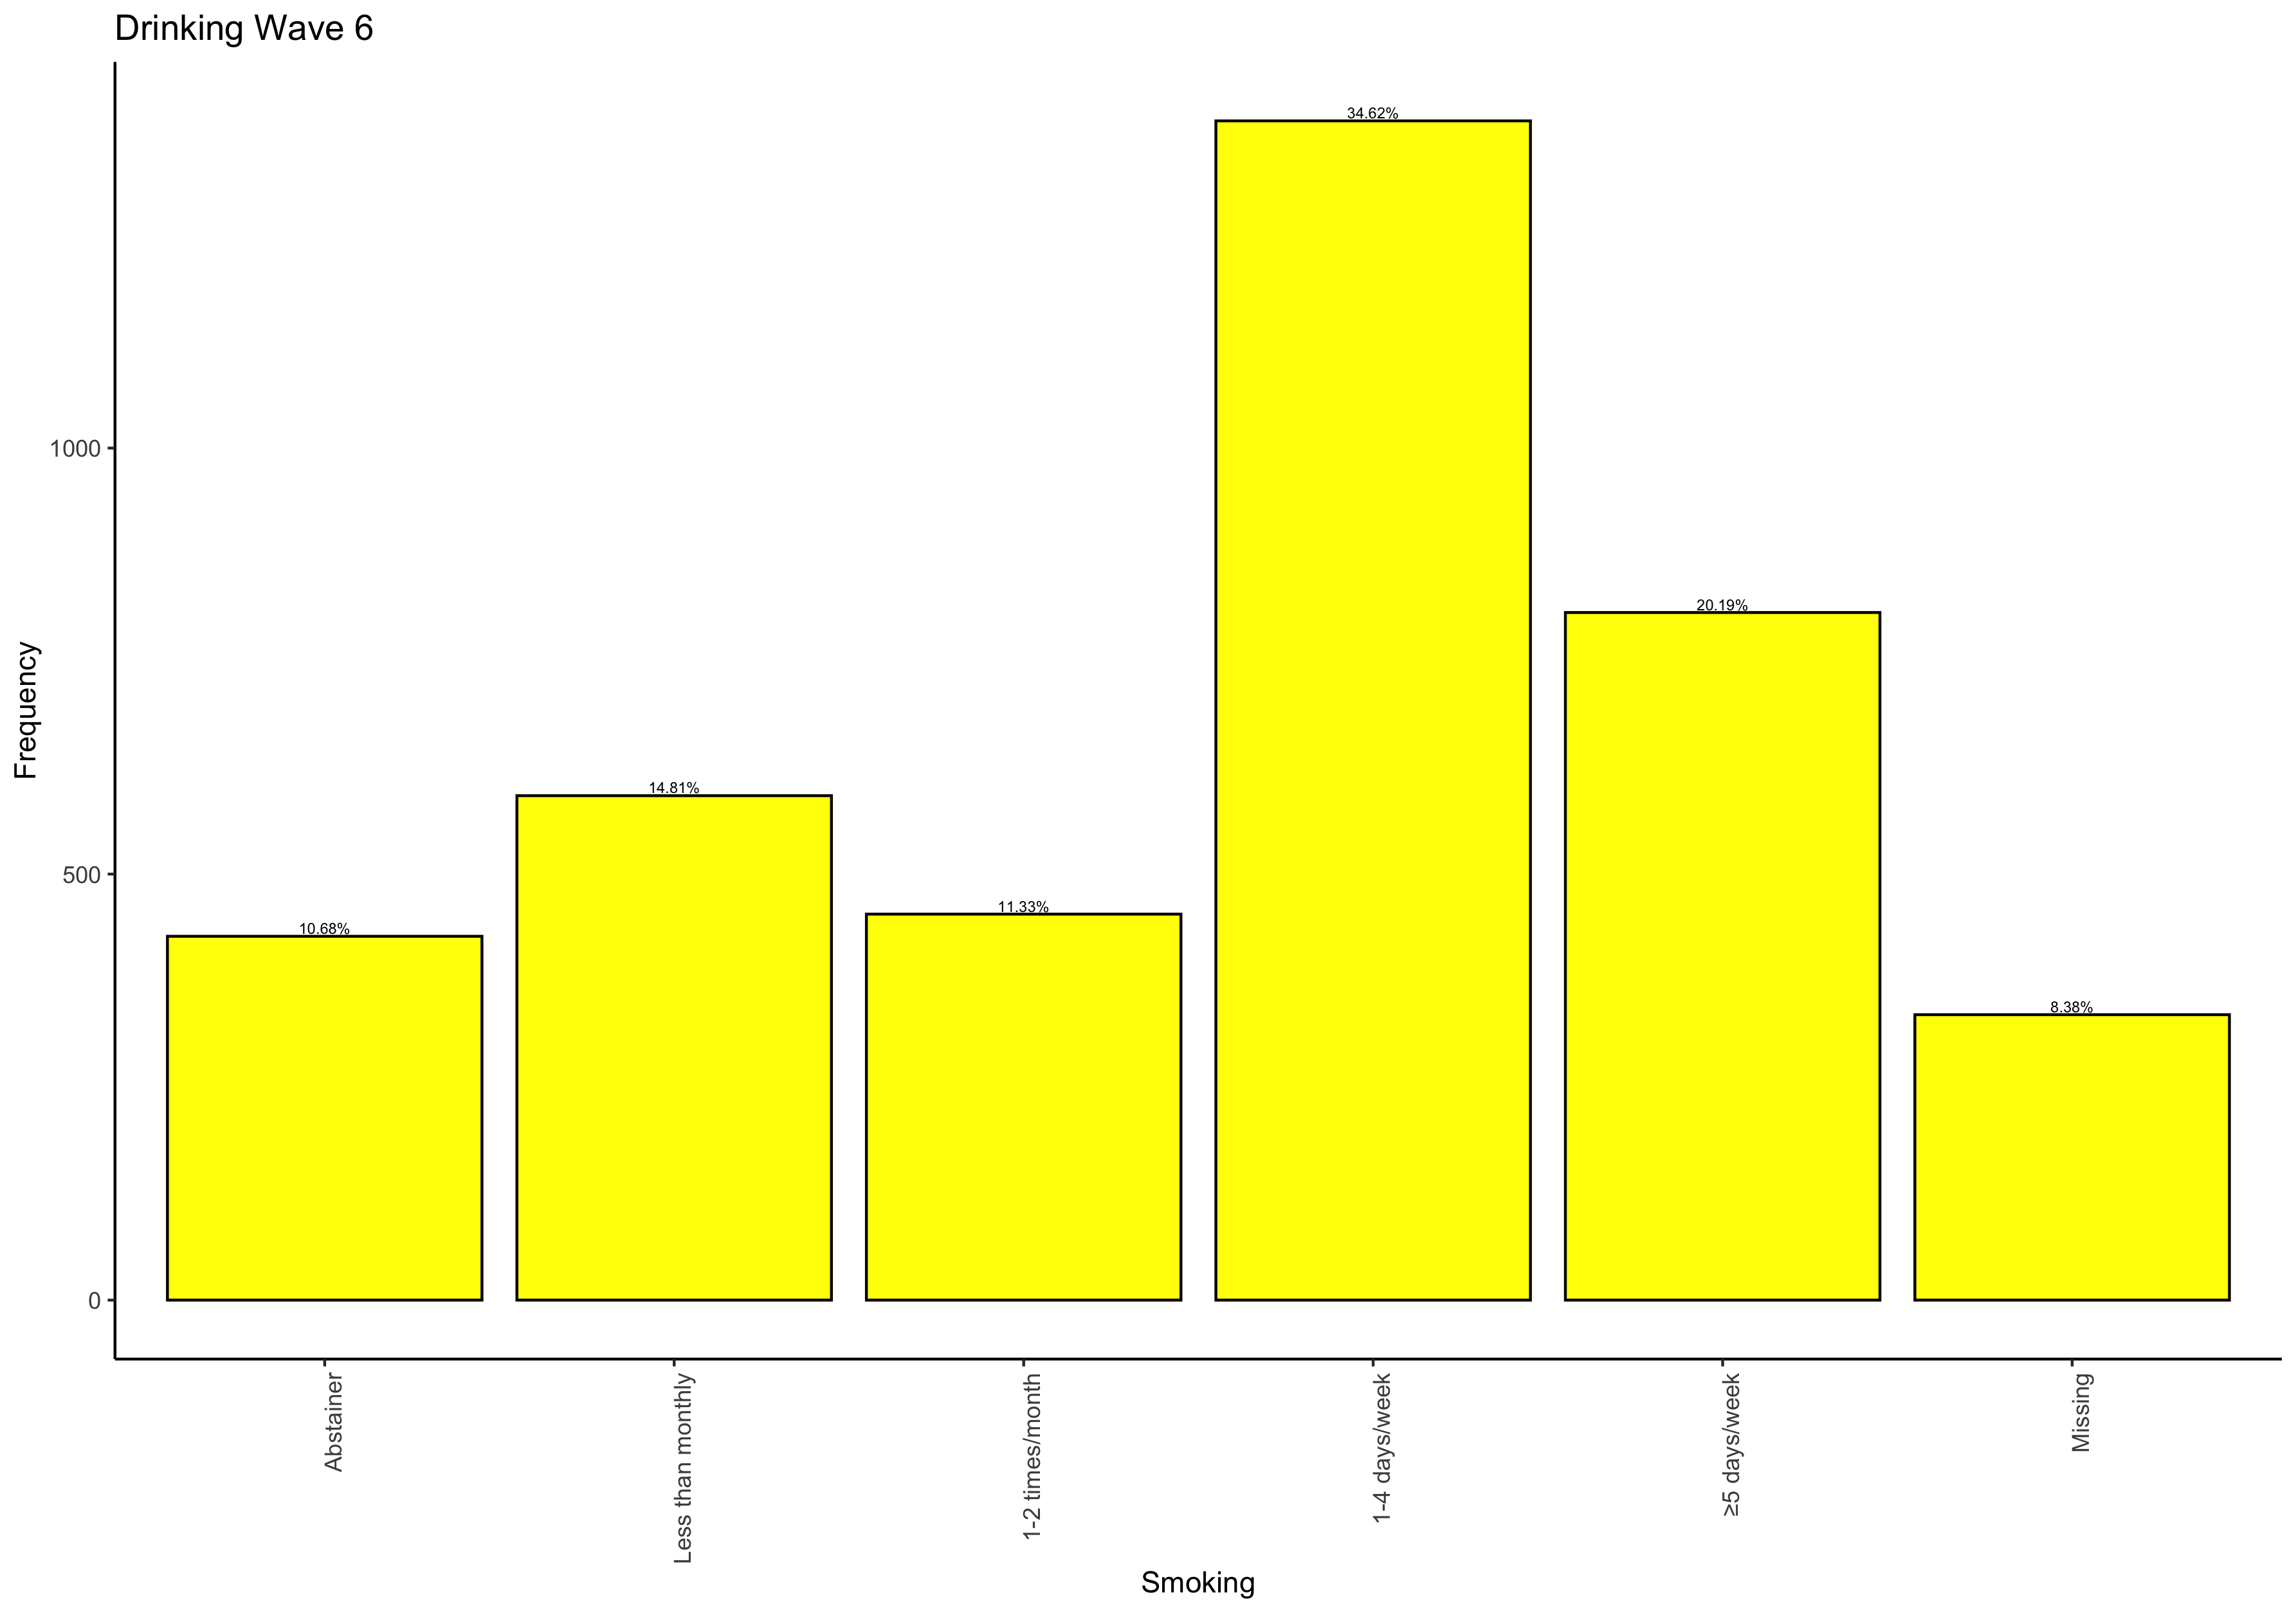 Drinking Wave 6
Frequency
1000
500
0
10.68%
14.81%
11.33%
34.62%
20.19%
8.38%
Abstainer
Less than monthly
1-2 times/month
1-4 days/week
≥5 days/week
Missing
Smoking